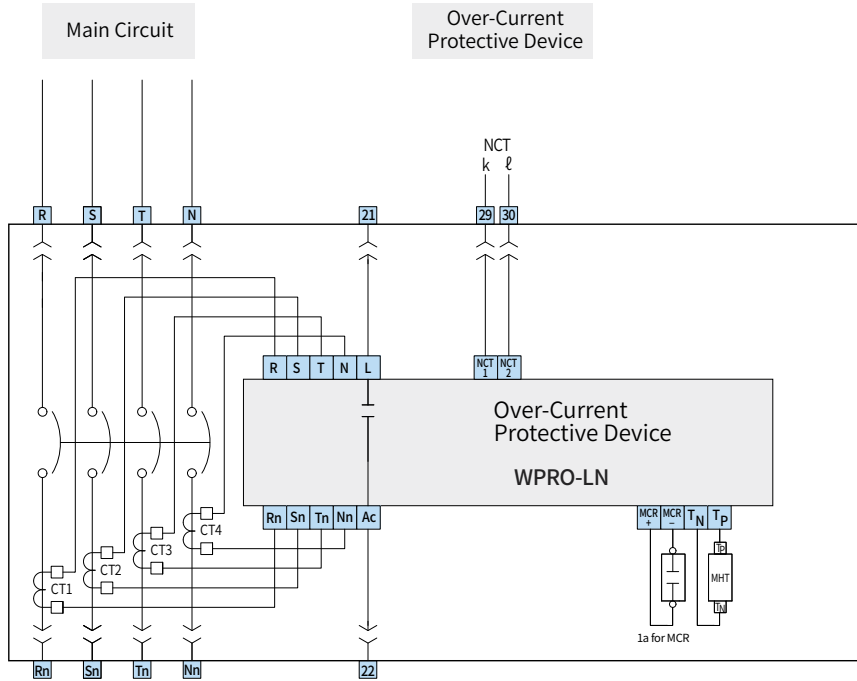 Main Circuit
Over-Current
Protective Device
NCT
k ℓ
R S T N 21 29 30
R S T N L NCT 1 NCT 2
Over-Current
Protective Device
WPRO-LN
Rn Sn Tn Nn Ac MCR + MCR – TN TP
CT4
CT3
CT2
CT1
TP
MHT
TN
1a for MCR
Rn Sn Tn Nn 22